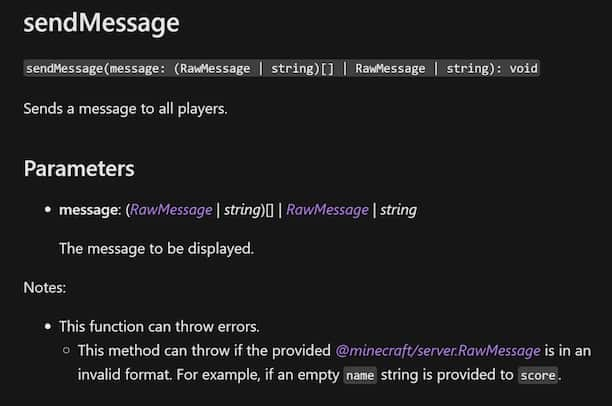 sendMessage
sendMessage(message: (RawMessage | string)[] | RawMessage | string): void
Sends a message to all players.
Parameters
message: (RawMessage | string)[] | RawMessage | string
The message to be displayed.
Notes:
This function can throw errors.
This method can throw if the provided @minecraft/server.RawMessage is in an
invalid format. For example, if an empty name string is provided to score.